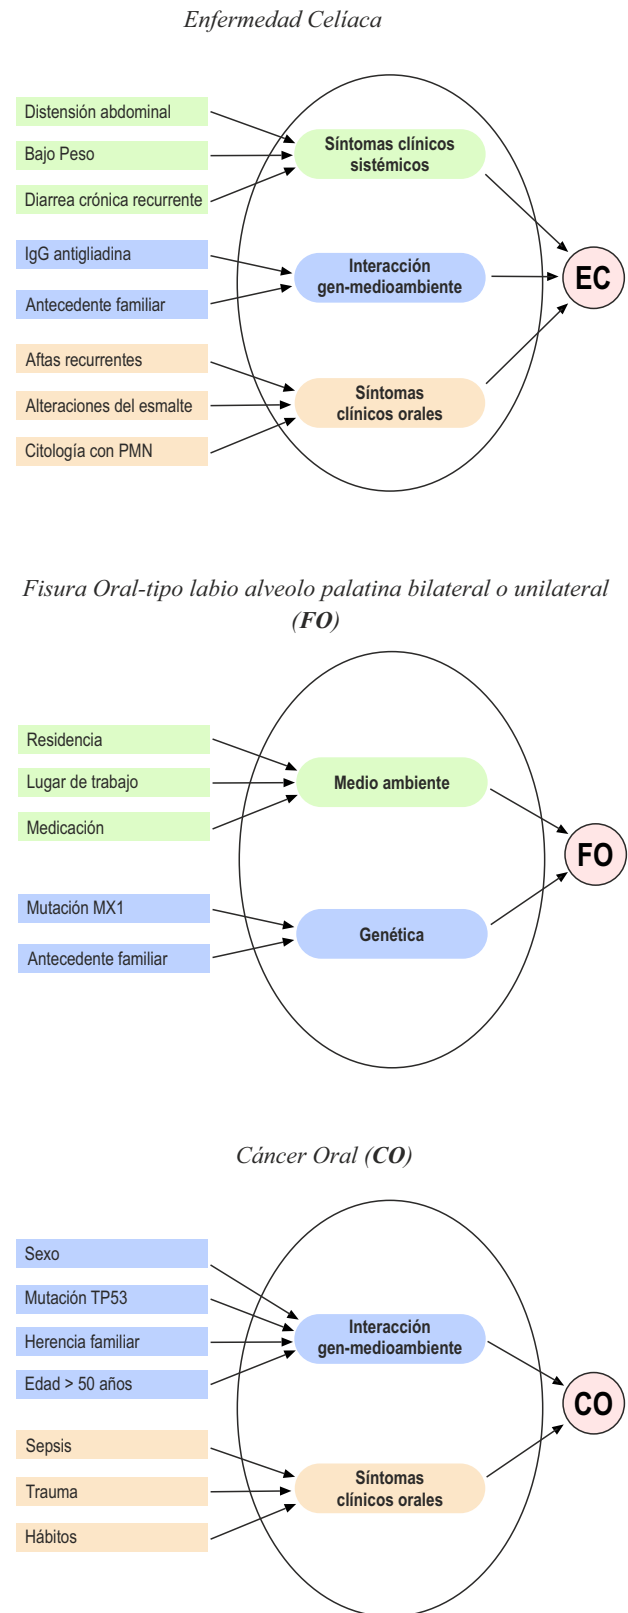 Enfermedad Celíaca
Distensión abdominal
Bajo Peso
Diarrea crónica recurrente
Síntomas clínicos
sistémicos
IgG antigliadina
Antecedente familiar
Interacción
gen-medioambiente
EC
Aftas recurrentes
Alteraciones del esmalte
Citología con PMN
Síntomas
clínicos orales
Fisura Oral-tipo labio alveolo palatina bilateral o unilateral
(FO)
Residencia
Lugar de trabajo
Medicación
Medio ambiente
FO
Mutación MX1
Antecedente familiar
Genética
Cáncer Oral (CO)
Sexo
Mutación TP53
Herencia familiar
Edad > 50 años
Interacción
gen-medioambiente
CO
Sepsis
Trauma
Hábitos
Síntomas
clínicos orales